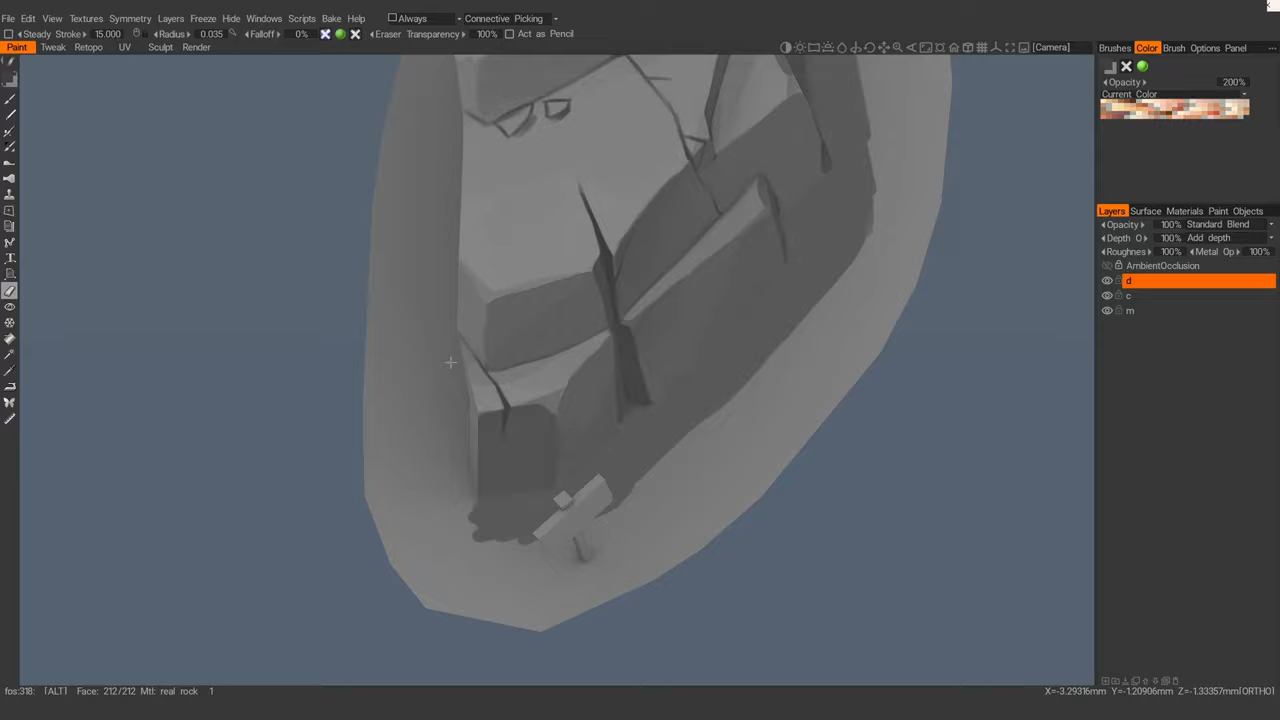 File Edit View Textures Symmetry Layers Freeze Hide Windows Scripts Bake Help Always Connective Picking
Steady Stroke 15.000 Radius 0.035 Falloff 0% Eraser Transparency 100% Act as Pencil
Paint Tweak Retopo UV Sculpt Render [Camera] Brushes Color Brush Options Panel
Opacity 200%
Current Color
Layers Surface Materials Paint Objects
Opacity 100% Standard Blend
Depth O 100% Add depth
Roughness 100% Metal Op 100%
AmbientOcclusion
d
c
m
fps:318: [ALT] Face: 212/212 Mtl: real rock 1 X=-3.29316mm Y=-1.20906mm Z=-1.33357mm[ORTHO]